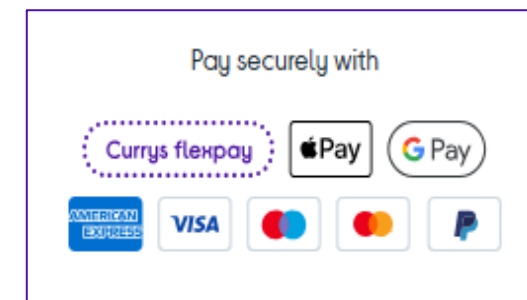 Pay securely with
Currys flexpay Pay G Pay
AMERICAN EXPRESS VISA